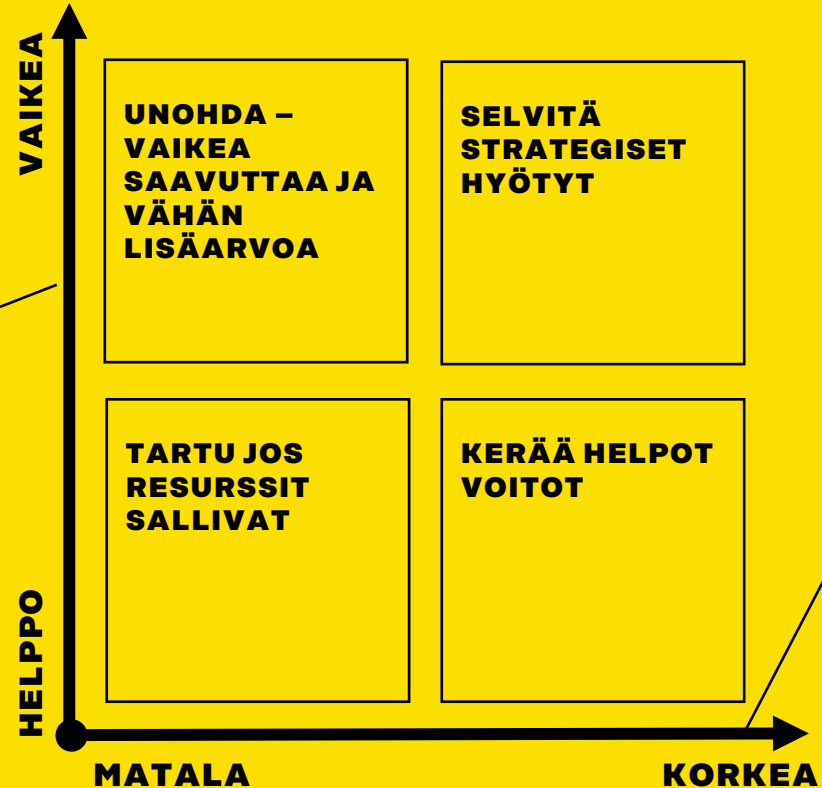 VAIKEA
UNOHDA –
VAIKEA
SAAVUTTAA JA
VÄHÄN
LISÄARVOA
SELVITÄ
STRATEGISET
HYÖTYT
TARTU JOS
RESURSSIT
SALLIVAT
KERÄÄ HELPOT
VOITOT
HELPPO
MATALA
KORKEA